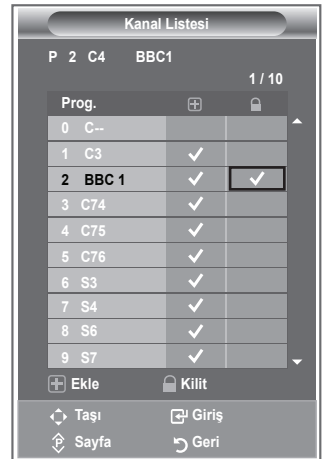 Kanal Listesi
P 2 C4 BBC1
1 / 10
Prog.
0 C--
1 C3
2 BBC 1
3 C74
4 C75
5 C76
6 S3
7 S4
8 S6
9 S7
Ekle Kilit
Taşı Giriş
P Sayfa Geri